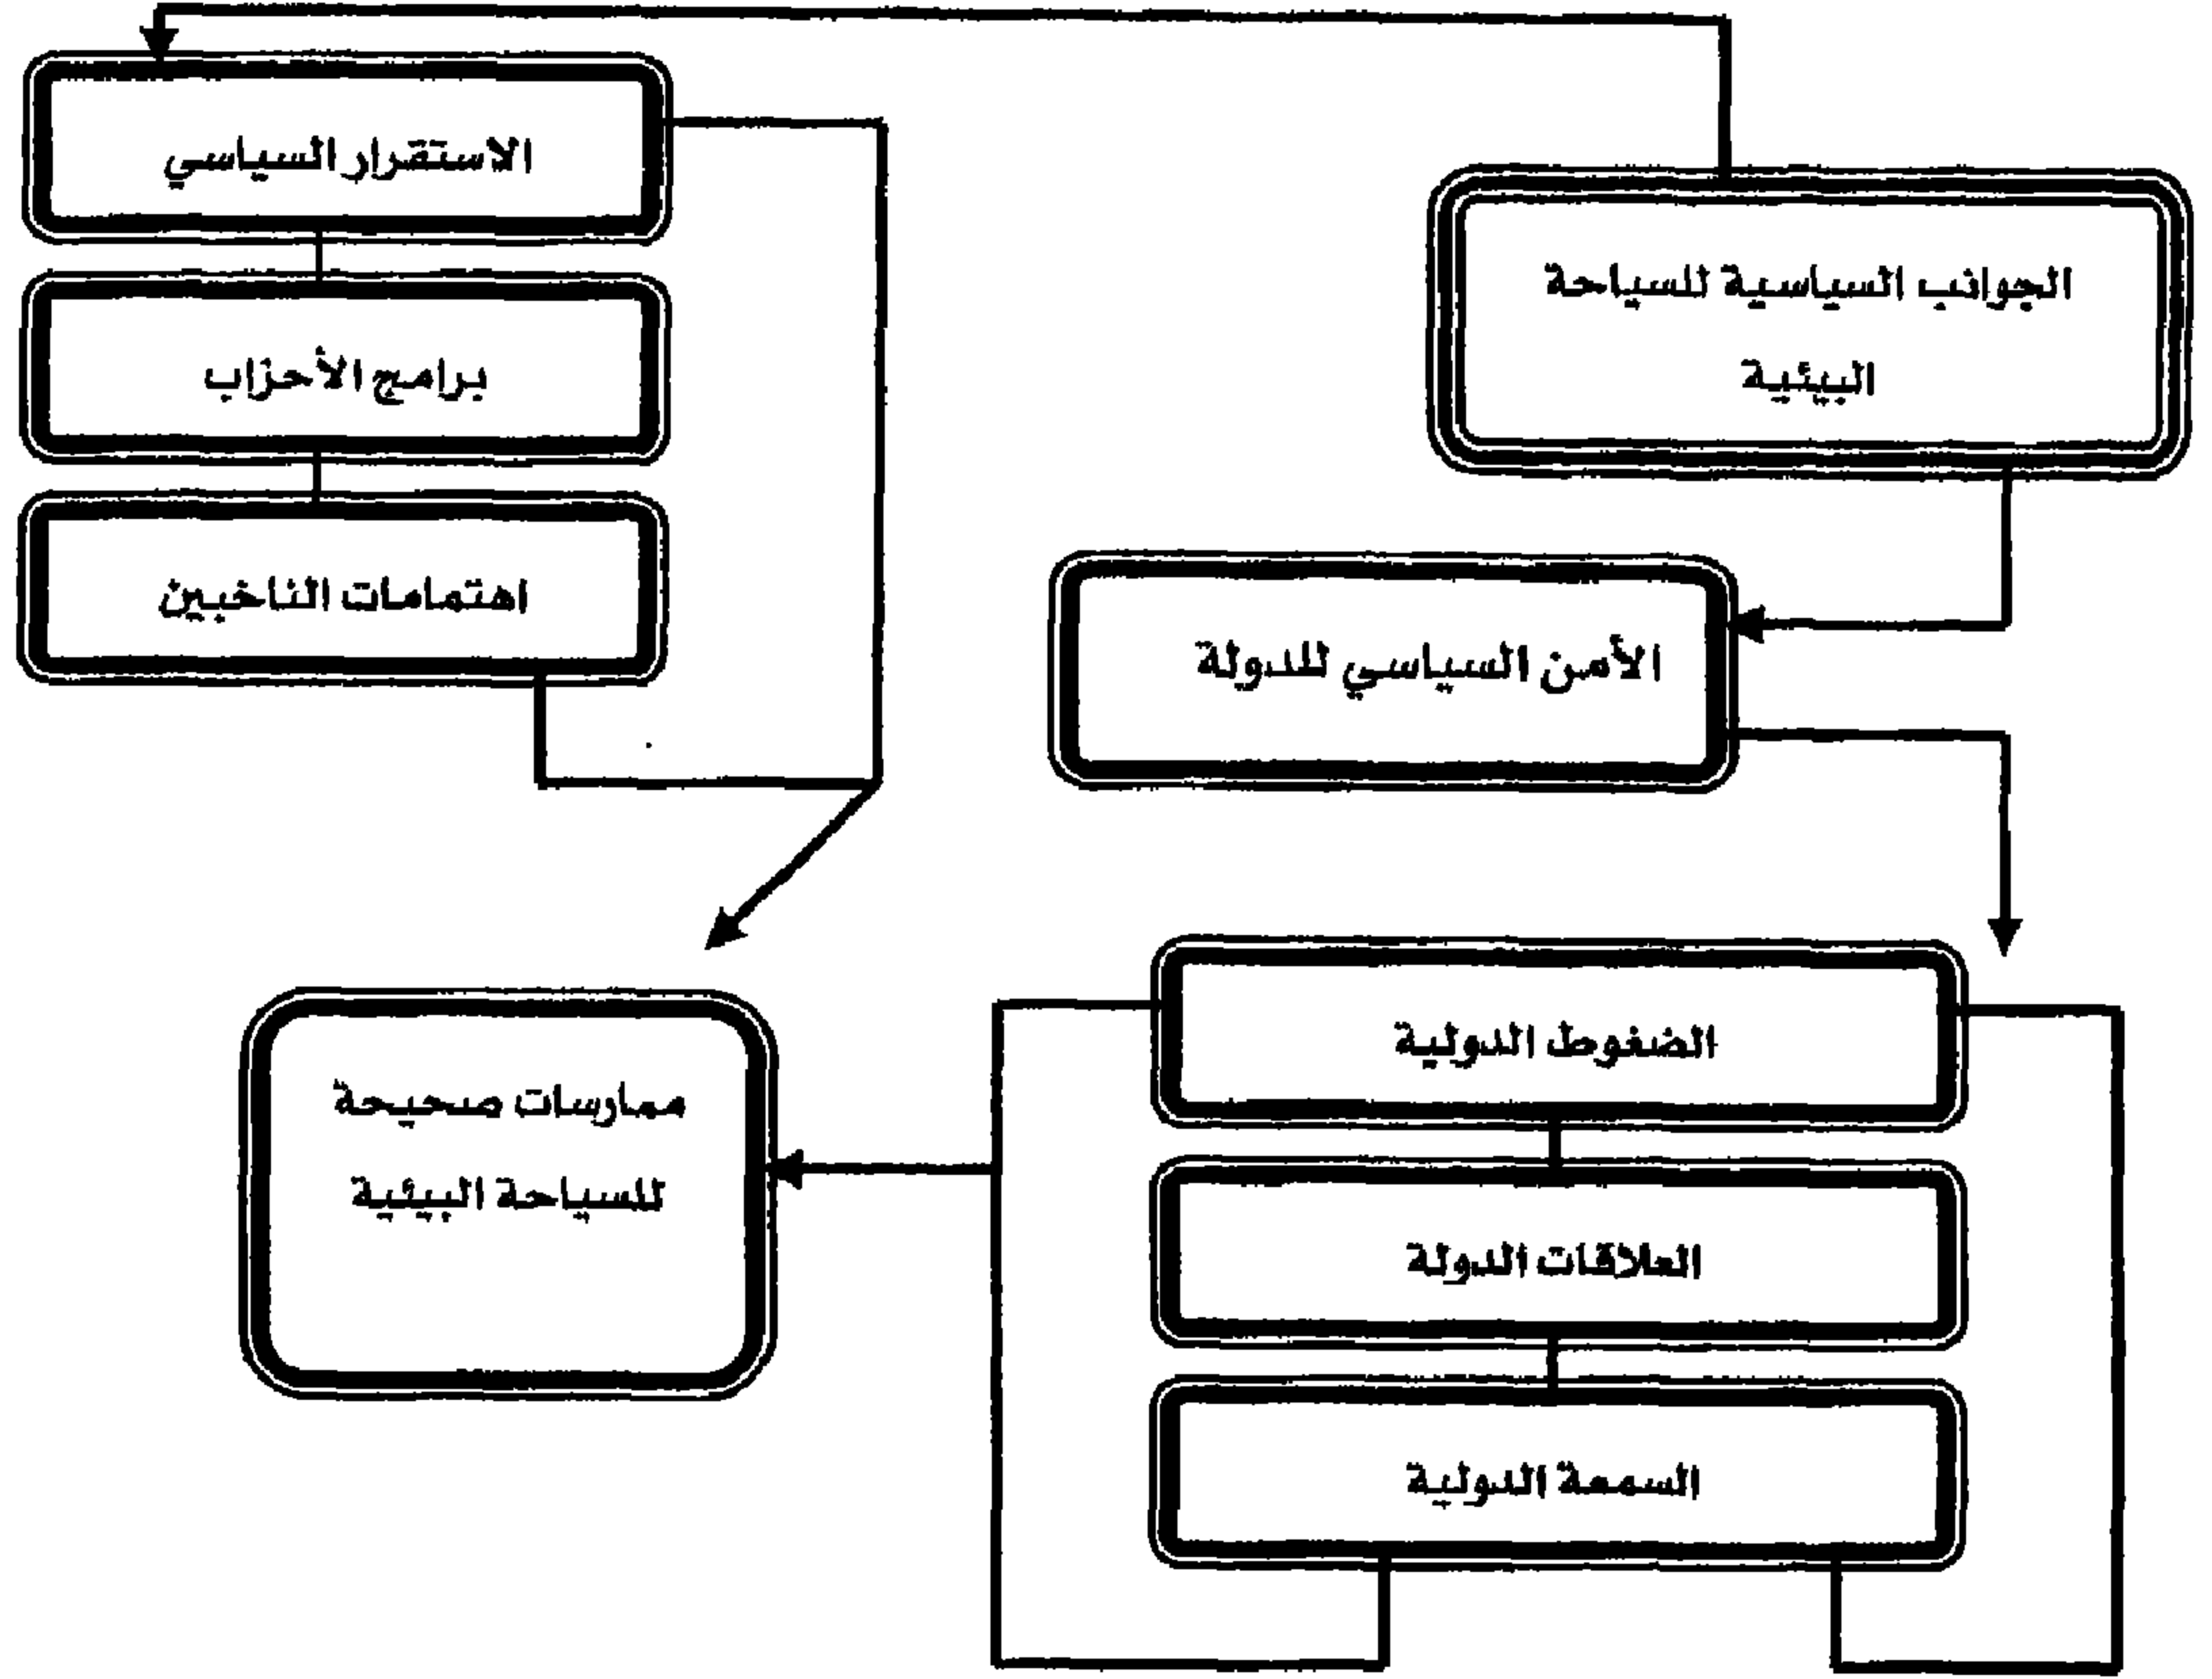 الجوانب السياسية للسياحة
البيئية
الاستقرار السياسي
برامج الأحزاب
اهتمامات الناخبين
الأمن السياسي للدولة
الضغوط الدولية
العلاقات الدولة
السمعة الدولية
ممارسات صحيحة
للسياحة البيئية